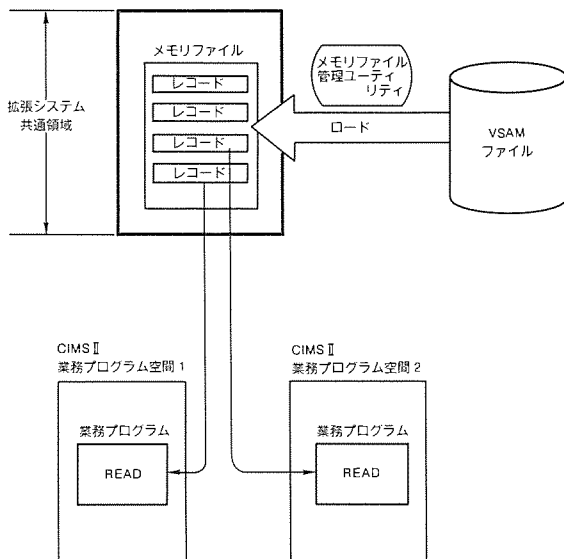 メモリファイル
レコード
レコード
レコード
レコード
拡張システム
共通領域
メモリファイル
管理ユーティ
リティ
ロード
VSAM
ファイル
CIMSⅡ
業務プログラム空間1
業務プログラム
READ
CIMSⅡ
業務プログラム空間2
業務プログラム
READ